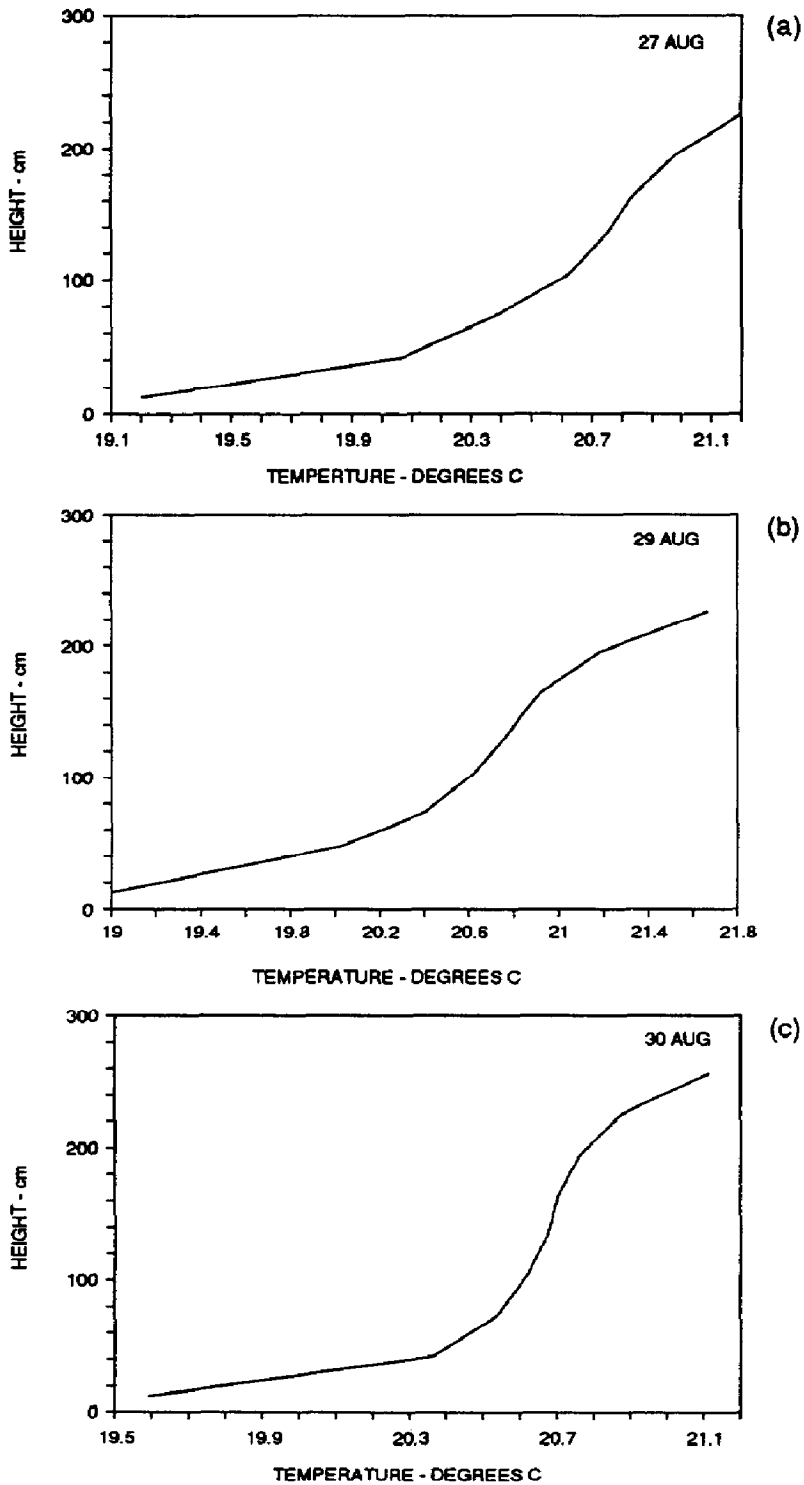 300
(a)
27 AUG
200
HEIGHT - cm
100
0
19.1 19.5 19.9 20.3 20.7 21.1
TEMPERTURE - DEGREES C
300
(b)
29 AUG
200
HEIGHT - cm
100
0
19 19.4 19.8 20.2 20.6 21 21.4 21.8
TEMPERATURE - DEGREES C
300
(c)
30 AUG
200
HEIGHT - cm
100
0
19.5 19.9 20.3 20.7 21.1
TEMPERATURE - DEGREES C